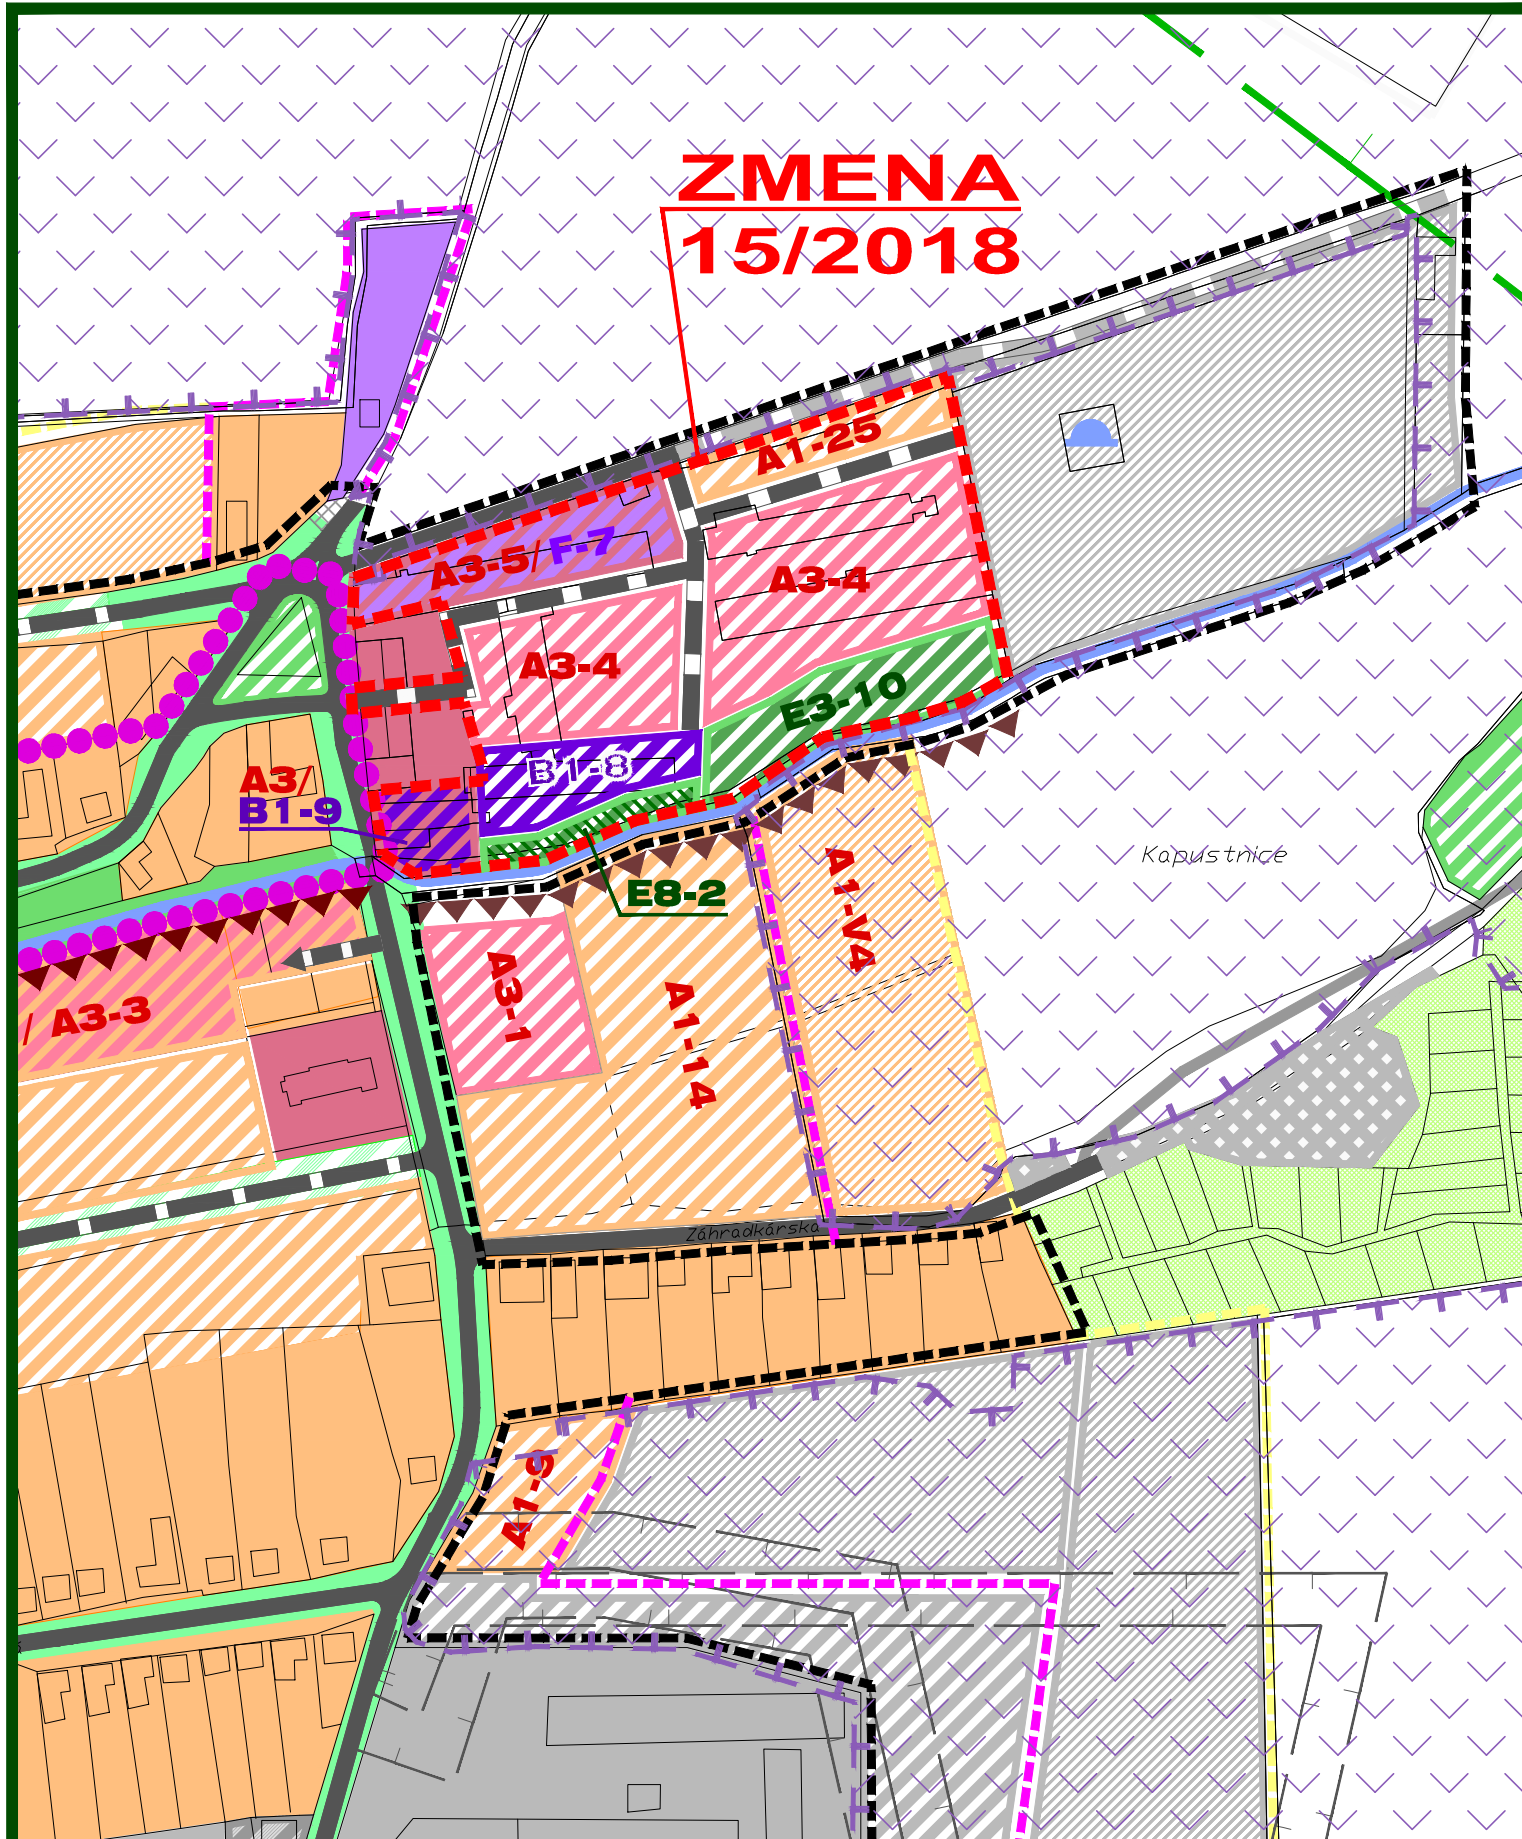 ZMENA
15/2018
A1-25
A3-5/ F-7
A3-4
A3-4
E3-10
B1-8
A3/
B1-9
E8-2
Kapustnice
A1-V4
A3-1
/ A3-3
A1-14
Záhradkárska
A1-9